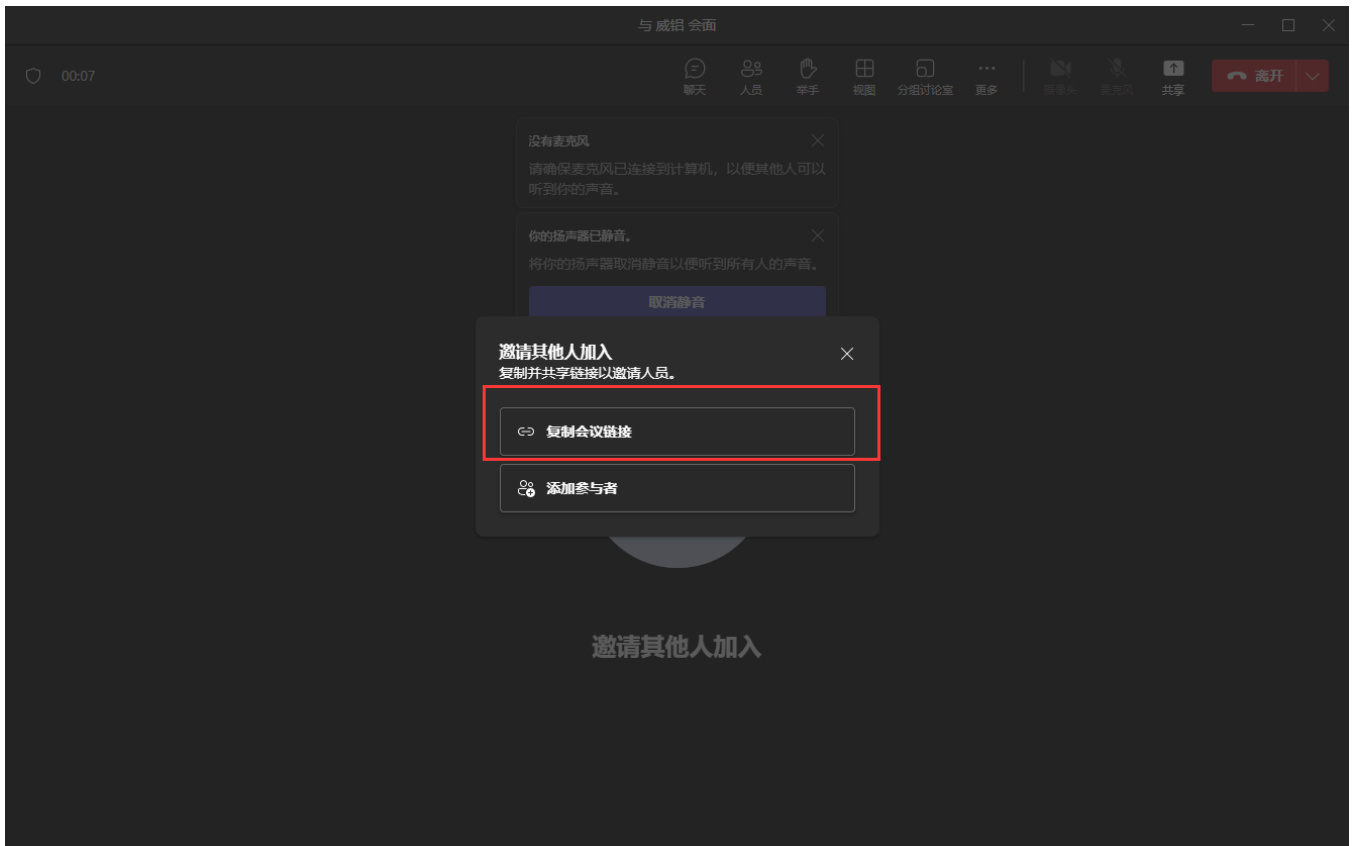 与 威铝 会面
00:07
聊天 人员 举手 视图 分组讨论室 更多 摄像头 麦克风 共享 离开
没有麦克风
请确保麦克风已连接到计算机，以便其他人可以
听到你的声音。
你的扬声器已静音。
将你的扬声器取消静音以便听到所有人的声音。
取消静音
邀请其他人加入
复制并共享链接以邀请人员。
复制会议链接
添加参与者
邀请其他人加入